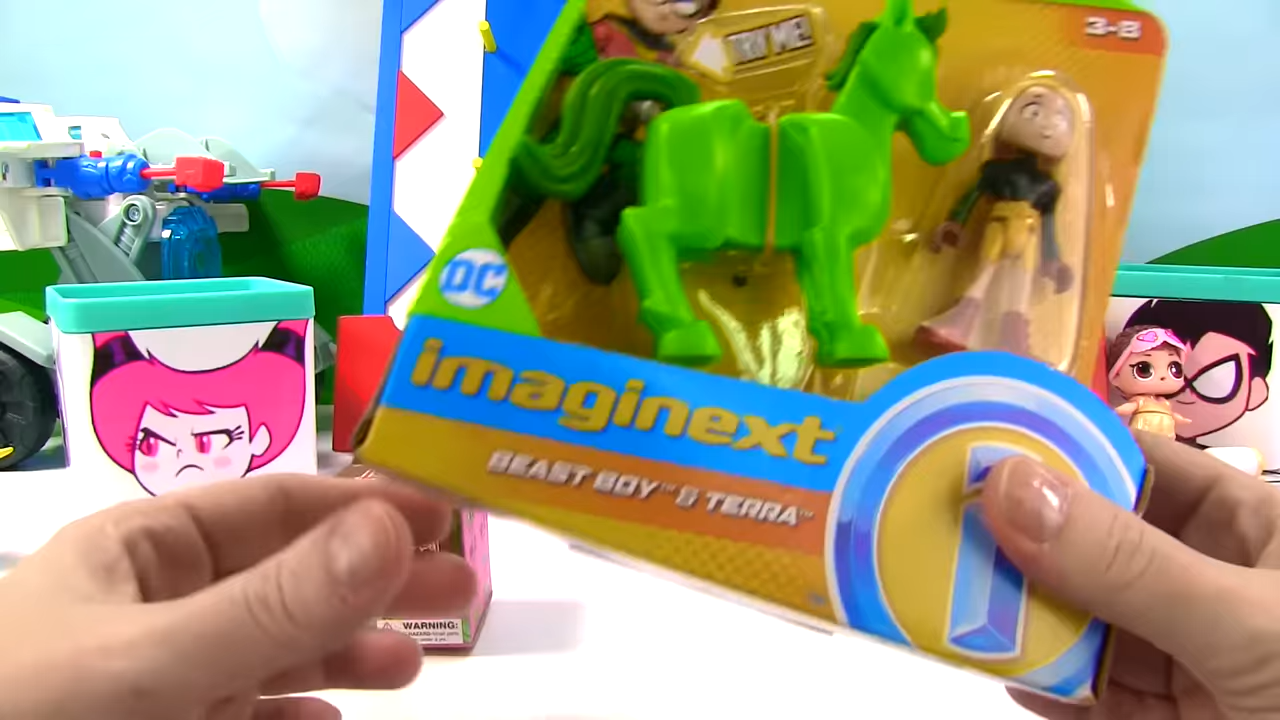 TRY ME!
3-8
DC
imaginext
BEAST BOY™ & TERRA™
WARNING: